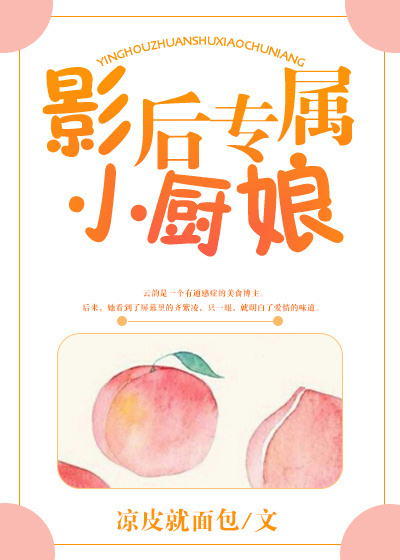 YINGHOUZHUANSHUXIAOCHUNIANG
影后专属
·小·厨娘
云韵是一个有通感症的美食博主。
后来，她看到了屏幕里的齐紫凌，只一眼，就明白了爱情的味道。
凉皮就面包/文